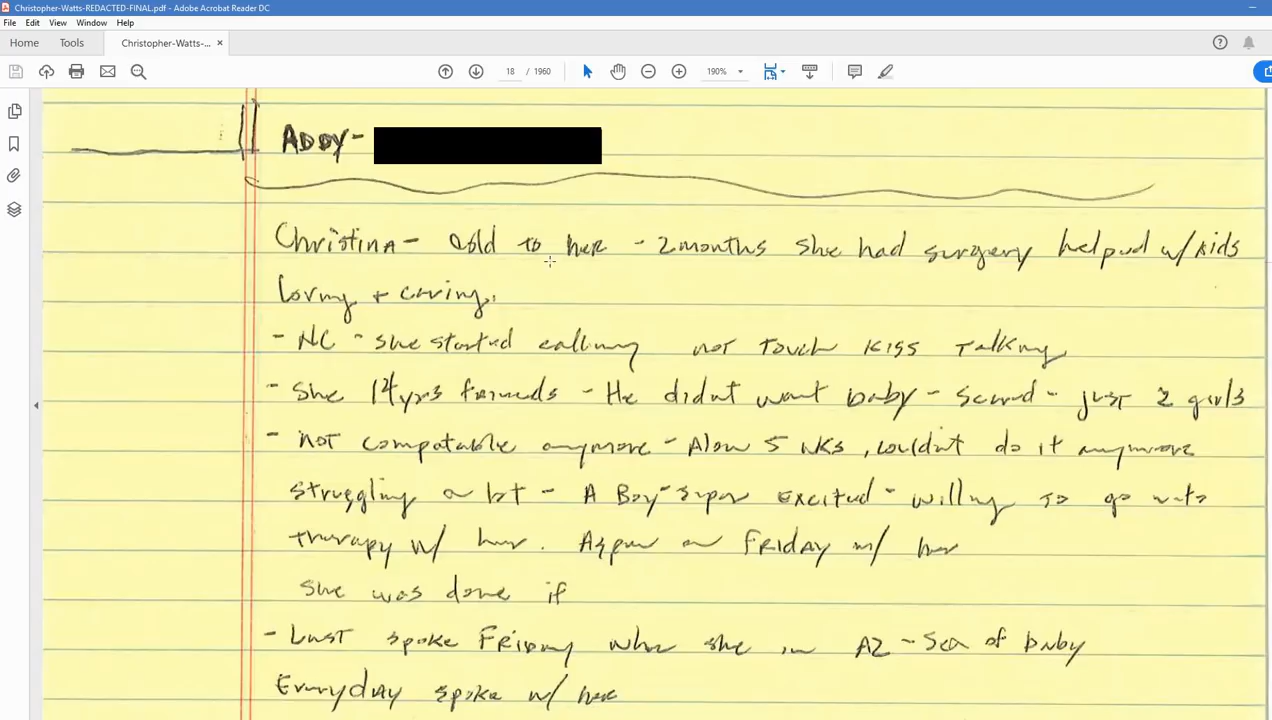 Christopher-Watts-REDACTED-FINAL.pdf - Adobe Acrobat Reader DC
File Edit View Window Help
Home Tools Christopher-Watts-... ×
18 / 1960 190%
ADDY-
Christina - told to her - 2 months she had surgery helped w/ kids
loving + caring.
- NC - she started calling not touch kiss talking
- She 14 yrs friends - He didn't want baby - scared - just 2 girls
- not compatable anymore - Alone 5 wks, couldn't do it anymore
struggling a lot - A Boy - super excited - willing to go into
therapy w/ her. Aspen on FRIDAY w/ her
she was done if
- Last spoke Friday when she in AZ - Sex of baby
Everyday spoke w/ her